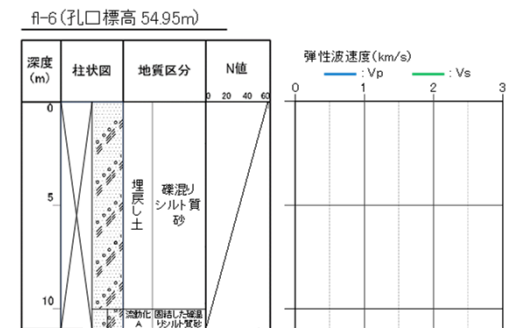 fl-6(孔口標高 54.95m)
深度
(m)
柱状図
地質区分
N値
0 20 40 60
弾性波速度(km/s)
: Vp : Vs
0 1 2 3
0
5
10
埋戻し土
礫混り
シルト質
砂
流動化
A
固結した礫混
りシルト質砂